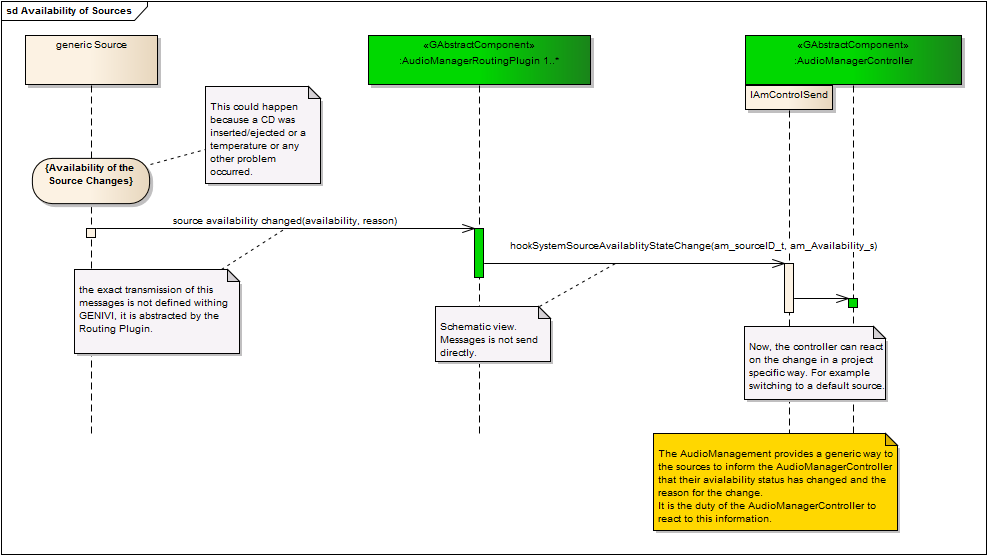 sd Availability of Sources
generic Source
«GAbstractComponent»
:AudioManagerRoutingPlugin 1..*
«GAbstractComponent»
:AudioManagerController
IAmControlSend
This could happen
because a CD was
inserted/ejected or a
temperature or any
other problem
occurred.
{Availability of the
Source Changes}
source availability changed(availability, reason)
hookSystemSourceAvailablityStateChange(am_sourceID_t, am_Availability_s)
the exact transmission of this
messages is not defined withing
GENIVI, it is abstracted by the
Routing Plugin.
Schematic view.
Messages is not send
directly.
Now, the controller can react
on the change in a project
specific way. For example
switching to a default source.
The AudioManagement provides a generic way to
the sources to inform the AudioManagerController
that their avialability status has changed and the
reason for the change.
It is the duty of the AudioManagerController to
react to this information.